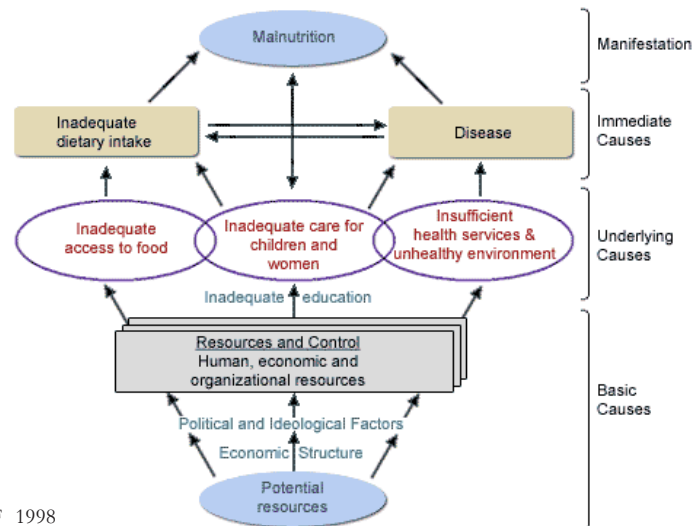 Malnutrition
Manifestation
Inadequate
dietary intake
Disease
Immediate
Causes
Inadequate
access to food
Inadequate care for
children and
women
Insufficient
health services &
unhealthy environment
Underlying
Causes
Inadequate education
Resources and Control
Human, economic and
organizational resources
Basic
Causes
Political and Ideological Factors
Economic Structure
Potential
resources
1998